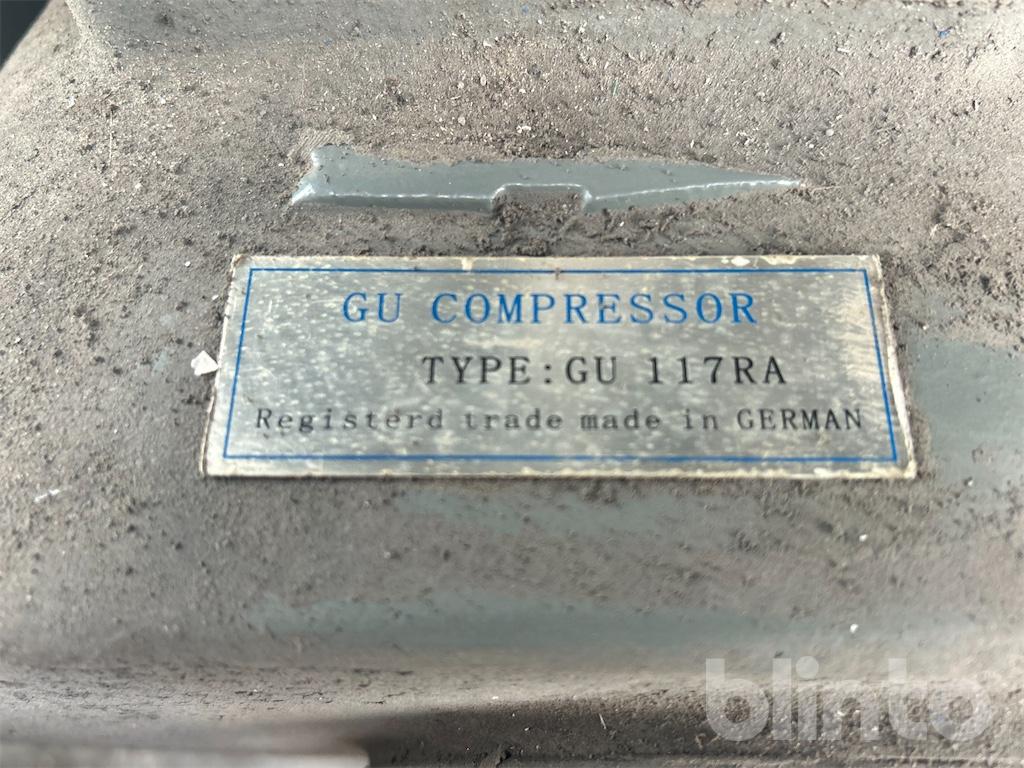 GU COMPRESSOR
TYPE:GU 117RA
Registerd trade made in GERMAN
blinto